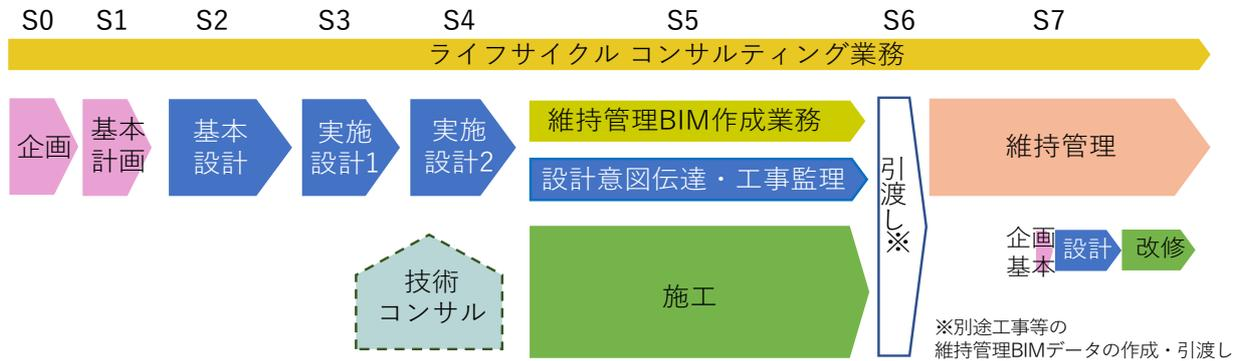 S0 S1 S2 S3 S4 S5 S6 S7
ライフサイクル コンサルティング業務
企画
基本
計画
基本
設計
実施
設計1
実施
設計2
維持管理BIM作成業務
設計意図伝達・工事監理
技術
コンサル
施工
引渡し※
維持管理
企画
基本
設計
改修
※別途工事等の
維持管理BIMデータの作成・引渡し